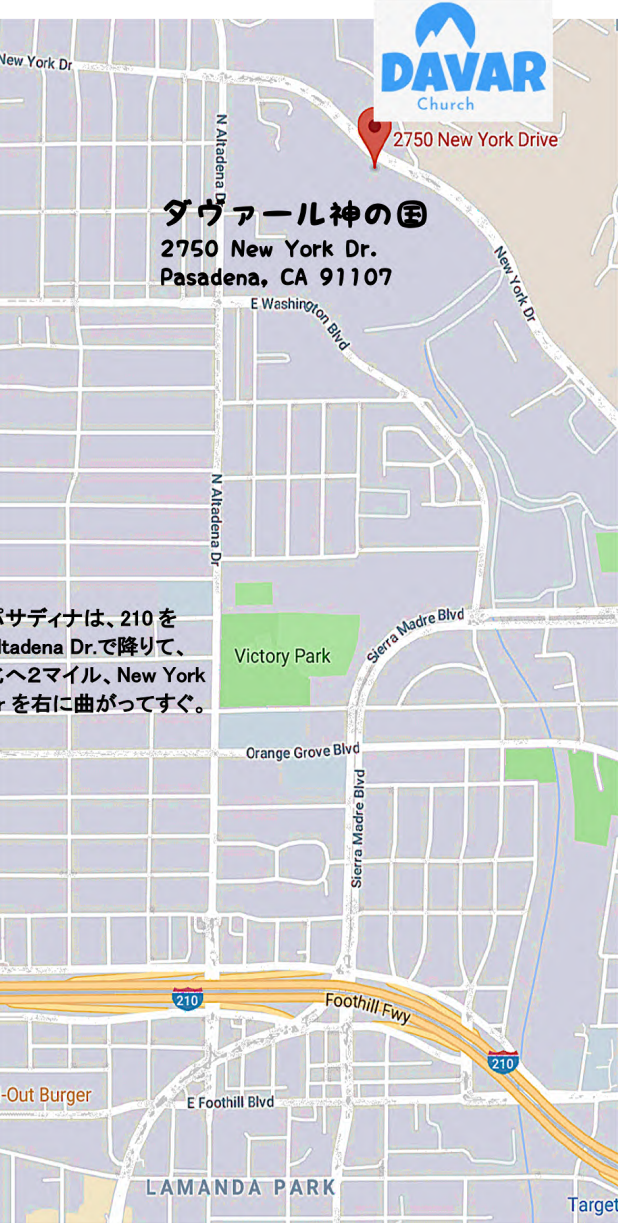 DAVAR
Church
New York Dr
2750 New York Drive
N Altadena Dr
ダヴァール神の国
2750 New York Dr.
Pasadena, CA 91107
New York Dr
E Washington Blvd
N Altadena Dr
サディナは、210 を
ltadena Dr.で降りて、
へ2マイル、New York
r を右に曲がってすぐ。
Sierra Madre Blvd
Victory Park
Orange Grove Blvd
Sierra Madre Blvd
210
Foothill Fwy
210
-Out Burger
E Foothill Blvd
LAMANDA PARK
Target